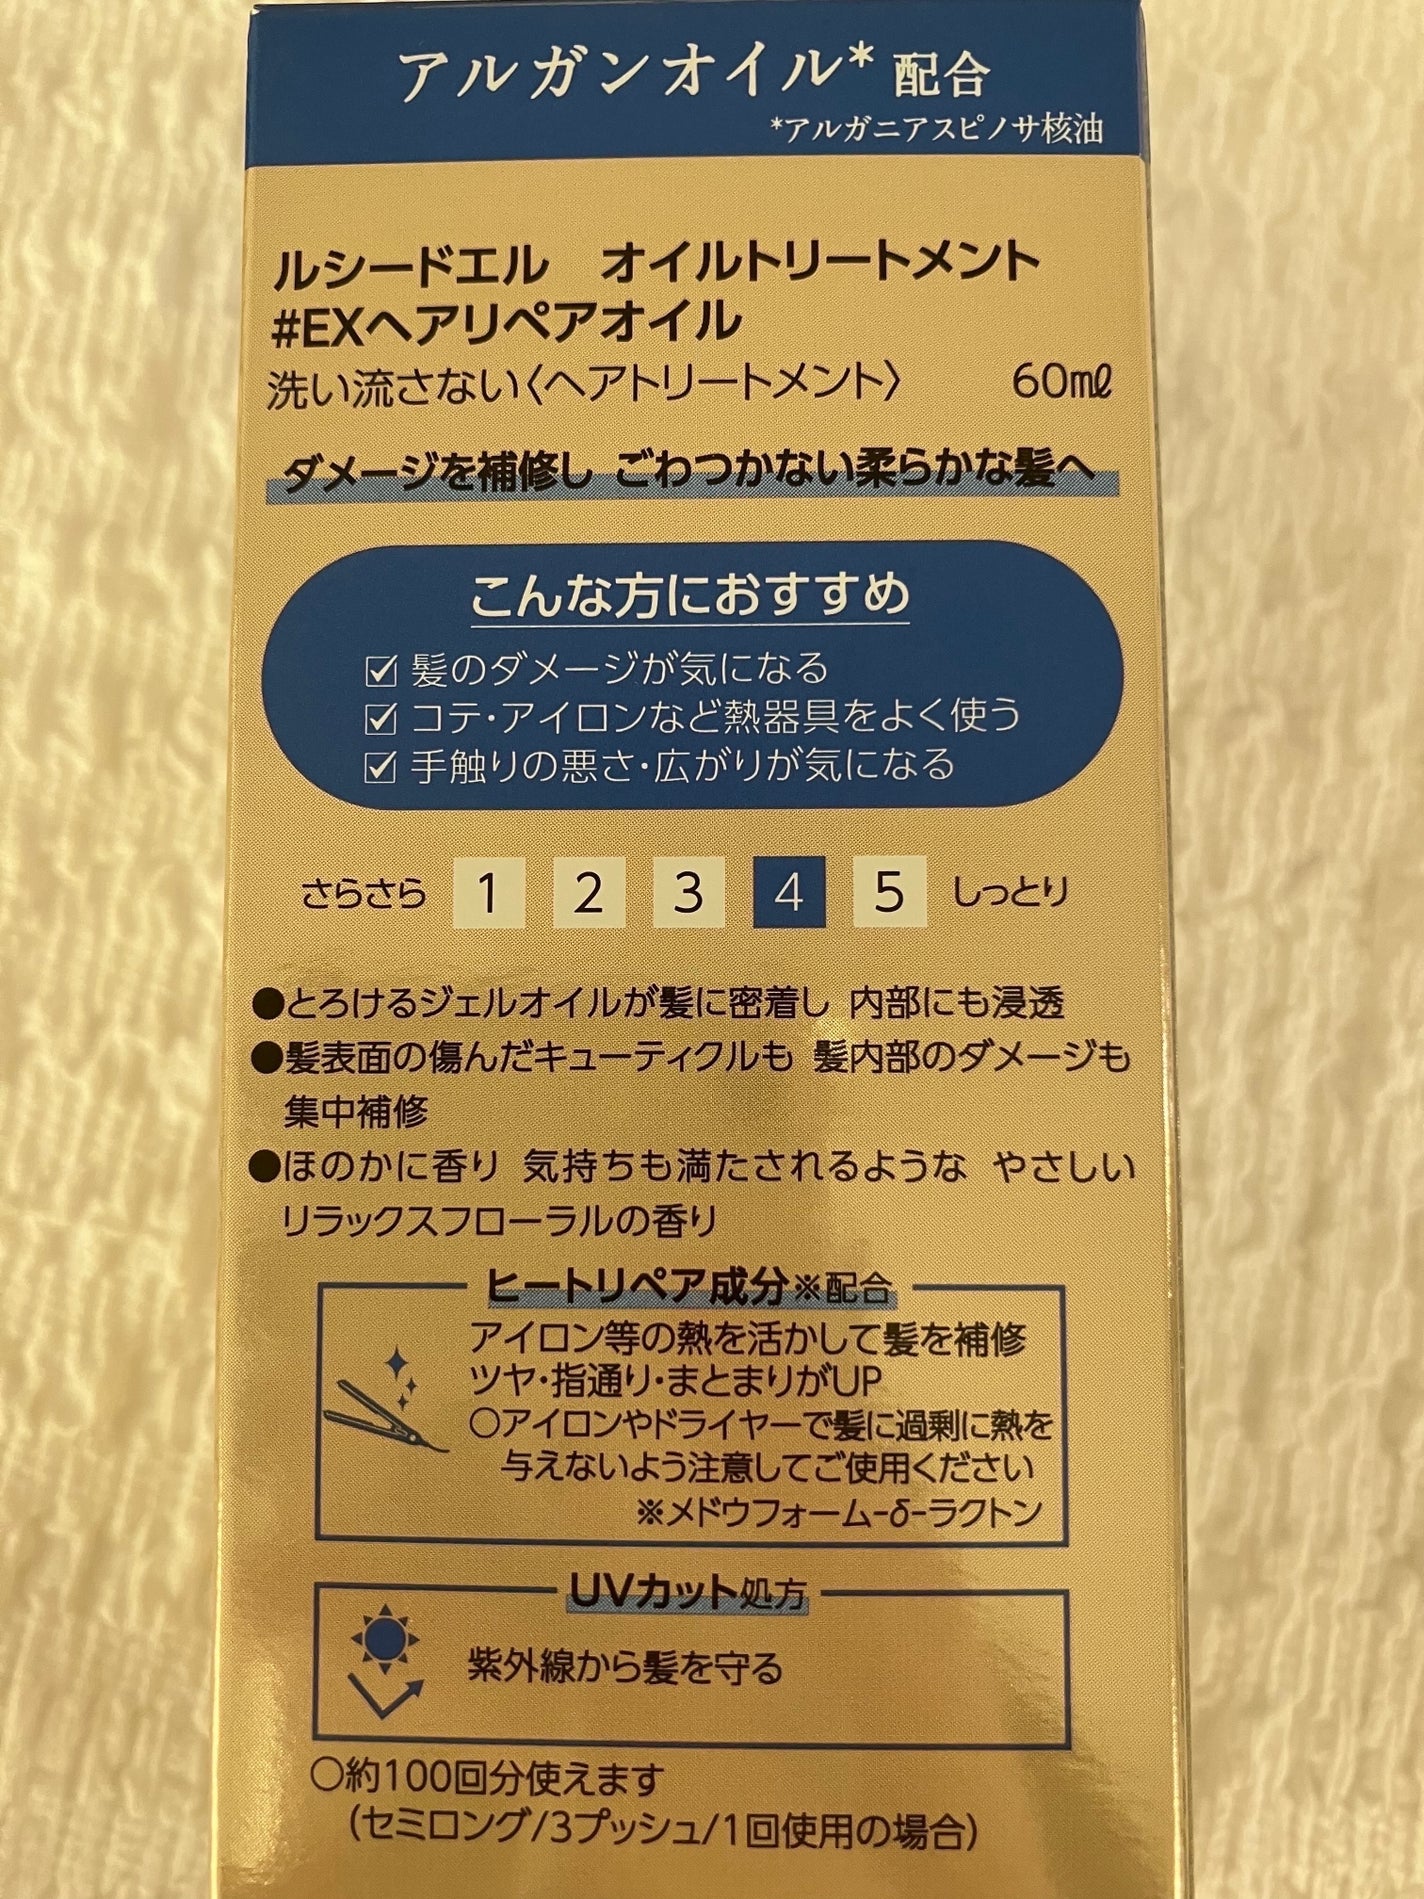 アルガンオイル* 配合
*アルガニアスピノサ核油
ルシードエル オイルトリートメント
#EXヘアリペアオイル
洗い流さない〈ヘアトリートメント〉 60㎖
ダメージを補修し ごわつかない柔らかな髪へ
こんな方におすすめ
☑ 髪のダメージが気になる
☑ コテ・アイロンなど熱器具をよく使う
☑ 手触りの悪さ・広がりが気になる
さらさら 1 2 3 4 5 しっとり
●とろけるジェルオイルが髪に密着し 内部にも浸透
●髪表面の傷んだキューティクルも 髪内部のダメージも
集中補修
●ほのかに香り 気持ちも満たされるような やさしい
リラックスフローラルの香り
ヒートリペア成分※配合
アイロン等の熱を活かして髪を補修
ツヤ・指通り・まとまりがUP
○アイロンやドライヤーで髪に過剰に熱を
与えないよう注意してご使用ください
※メドウフォーム-δ-ラクトン
UVカット処方
紫外線から髪を守る
○約100回分使えます
(セミロング/3プッシュ/1回使用の場合)